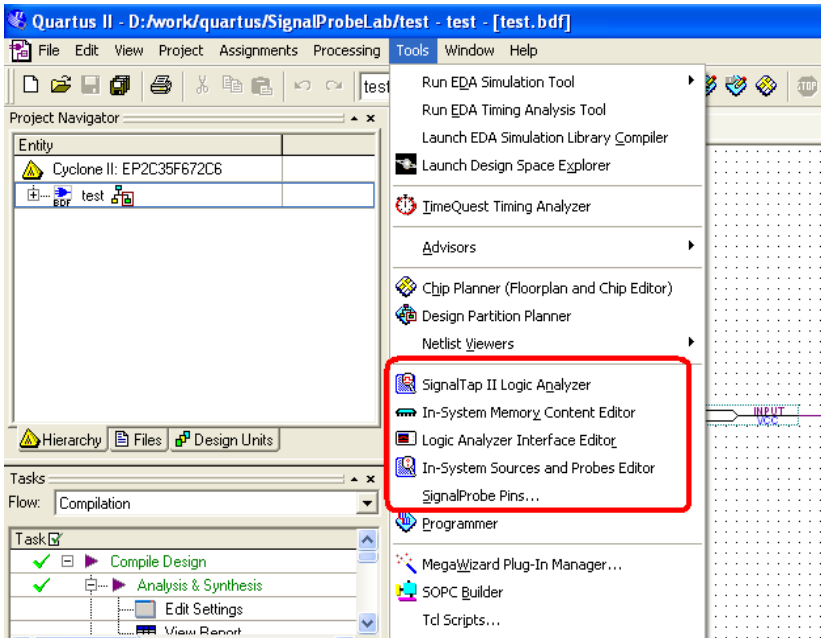 Quartus II - D:/work/quartus/SignalProbeLab/test - test - [test.bdf]
File Edit View Project Assignments Processing Tools Window Help
test
STOP
Project Navigator
Entity
Cyclone II: EP2C35F672C6
BDF test
Hierarchy Files Design Units
Tasks
Flow: Compilation
Task
Compile Design
Analysis & Synthesis
Edit Settings
View Report
Run EDA Simulation Tool
Run EDA Timing Analysis Tool
Launch EDA Simulation Library Compiler
Launch Design Space Explorer
TimeQuest Timing Analyzer
Advisors
Chip Planner (Floorplan and Chip Editor)
Design Partition Planner
Netlist Viewers
SignalTap II Logic Analyzer
In-System Memory Content Editor
Logic Analyzer Interface Editor
In-System Sources and Probes Editor
SignalProbe Pins...
Programmer
MegaWizard Plug-In Manager...
SOPC Builder
Tcl Scripts...
INPUT
VCC